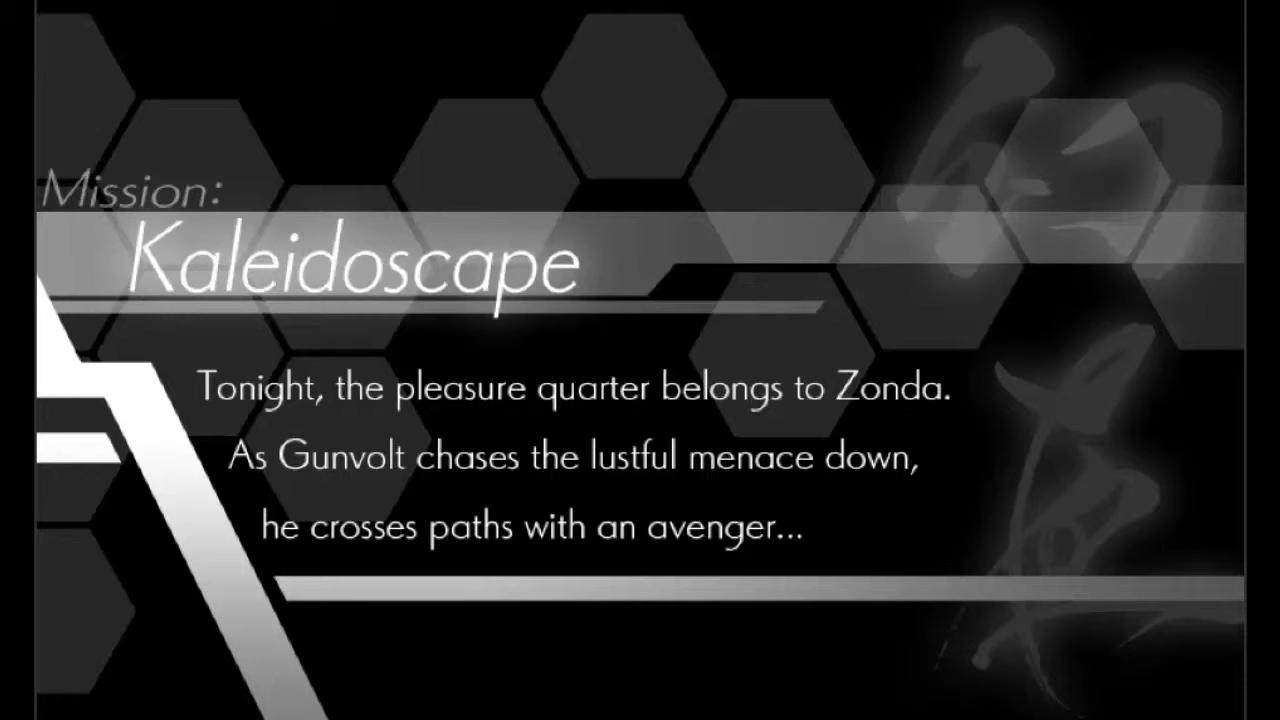 Mission:
Kaleidoscope
Tonight, the pleasure quarter belongs to Zonda.
As Gunvolt chases the lustful menace down,
he crosses paths with an avenger...